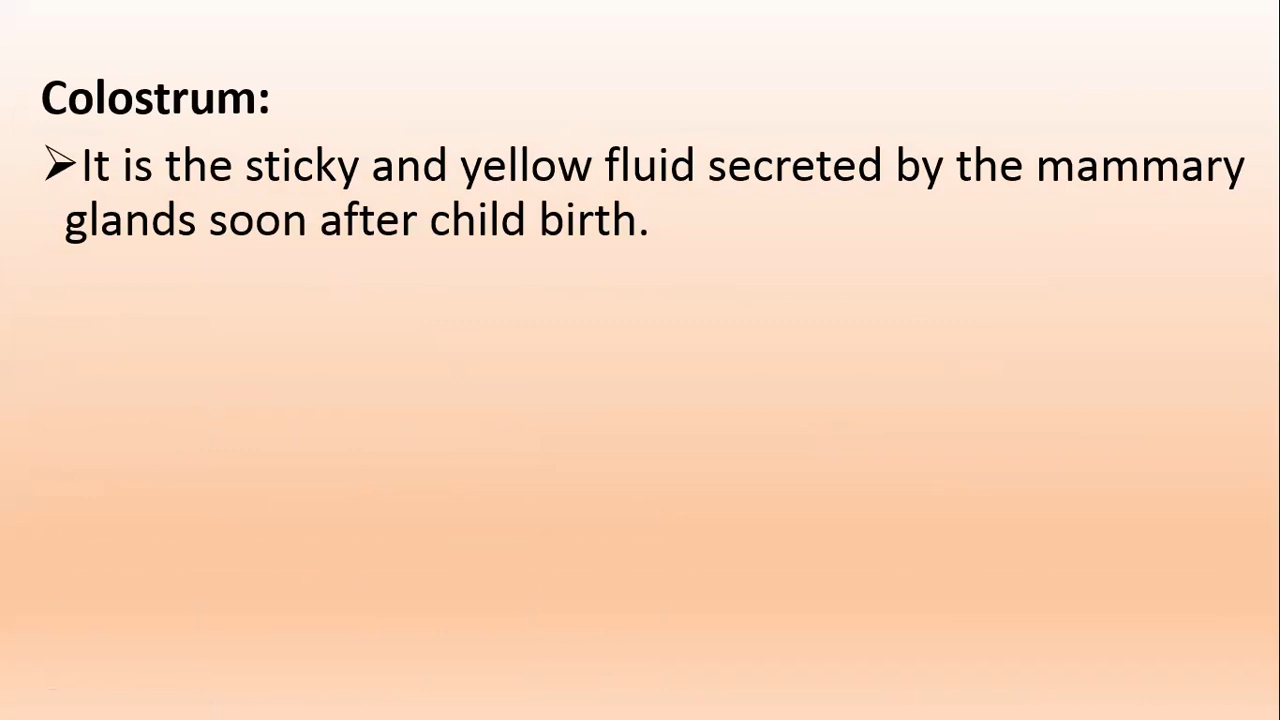 Colostrum:
➢It is the sticky and yellow fluid secreted by the mammary
glands soon after child birth.